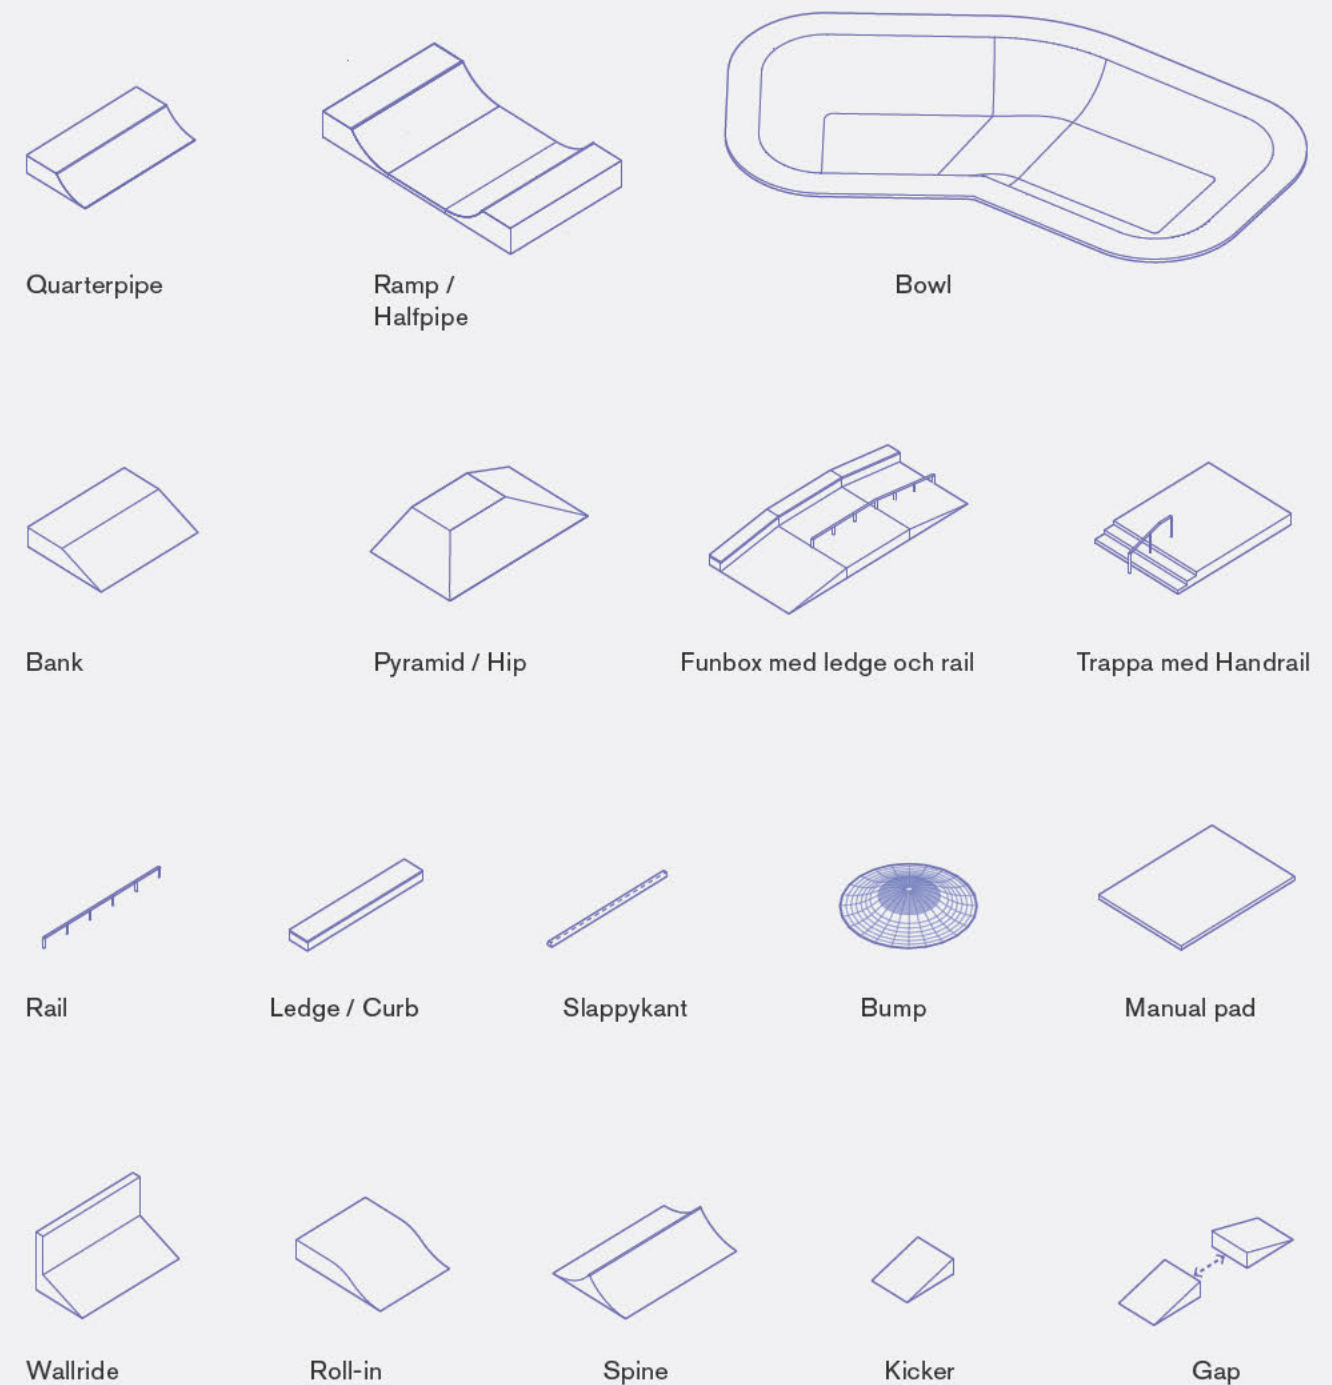 Quarterpipe
Ramp /
Halfpipe
Bowl
Bank
Pyramid / Hip
Funbox med ledge och rail
Trappa med Handrail
Rail
Ledge / Curb
Slappykant
Bump
Manual pad
Wallride
Roll-in
Spine
Kicker
Gap